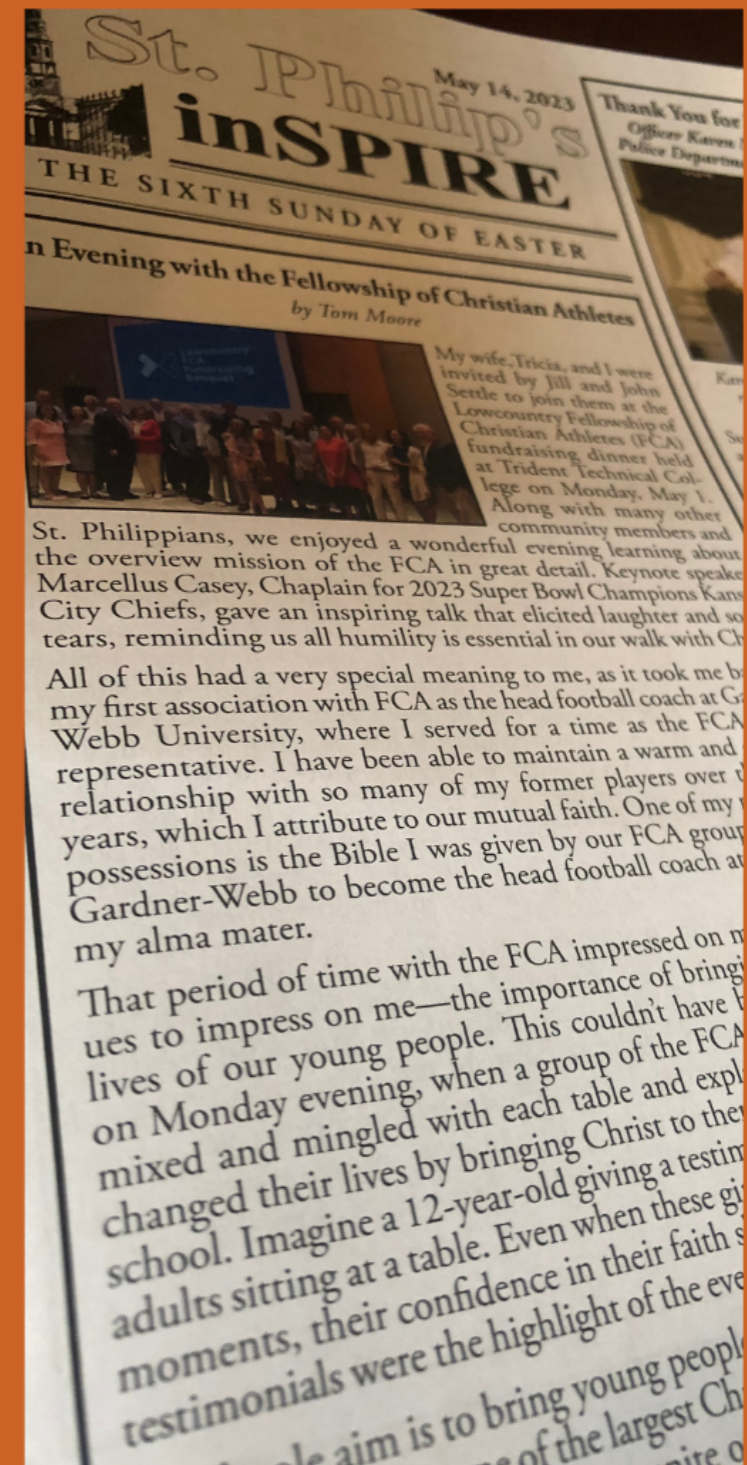 St. Philip's
May 14, 2023
inSPIRE
THE SIXTH SUNDAY OF EASTER
n Evening with the Fellowship of Christian Athletes
by Tom Moore
Lowcountry
FCA
Fundraising
Banquet
My wife, Tricia, and I were
invited by Jill and John
Settle to join them at the
Lowcountry Fellowship of
Christian Athletes (FCA)
fundraising dinner held
at Trident Technical Col-
lege on Monday, May 1.
Along with many other
community members and
St. Philippians, we enjoyed a wonderful evening learning about
the overview mission of the FCA in great detail. Keynote speake
Marcellus Casey, Chaplain for 2023 Super Bowl Champions Kans
City Chiefs, gave an inspiring talk that elicited laughter and so
tears, reminding us all humility is essential in our walk with Ch
All of this had a very special meaning to me, as it took me b
my first association with FCA as the head football coach at Ga
Webb University, where I served for a time as the FCA
representative. I have been able to maintain a warm and
relationship with so many of my former players over t
years, which I attribute to our mutual faith. One of my
possessions is the Bible I was given by our FCA group
Gardner-Webb to become the head football coach at
my alma mater.
That period of time with the FCA impressed on m
ues to impress on me—the importance of bringi
lives of our young people. This couldn't have b
on Monday evening, when a group of the FCA
mixed and mingled with each table and expl
changed their lives by bringing Christ to the
school. Imagine a 12-year-old giving a testim
adults sitting at a table. Even when these gi
moments, their confidence in their faith s
testimonials were the highlight of the eve
le aim is to bring young people
of the largest Ch
Thank You for
Officer Karen
Police Departme
Kar